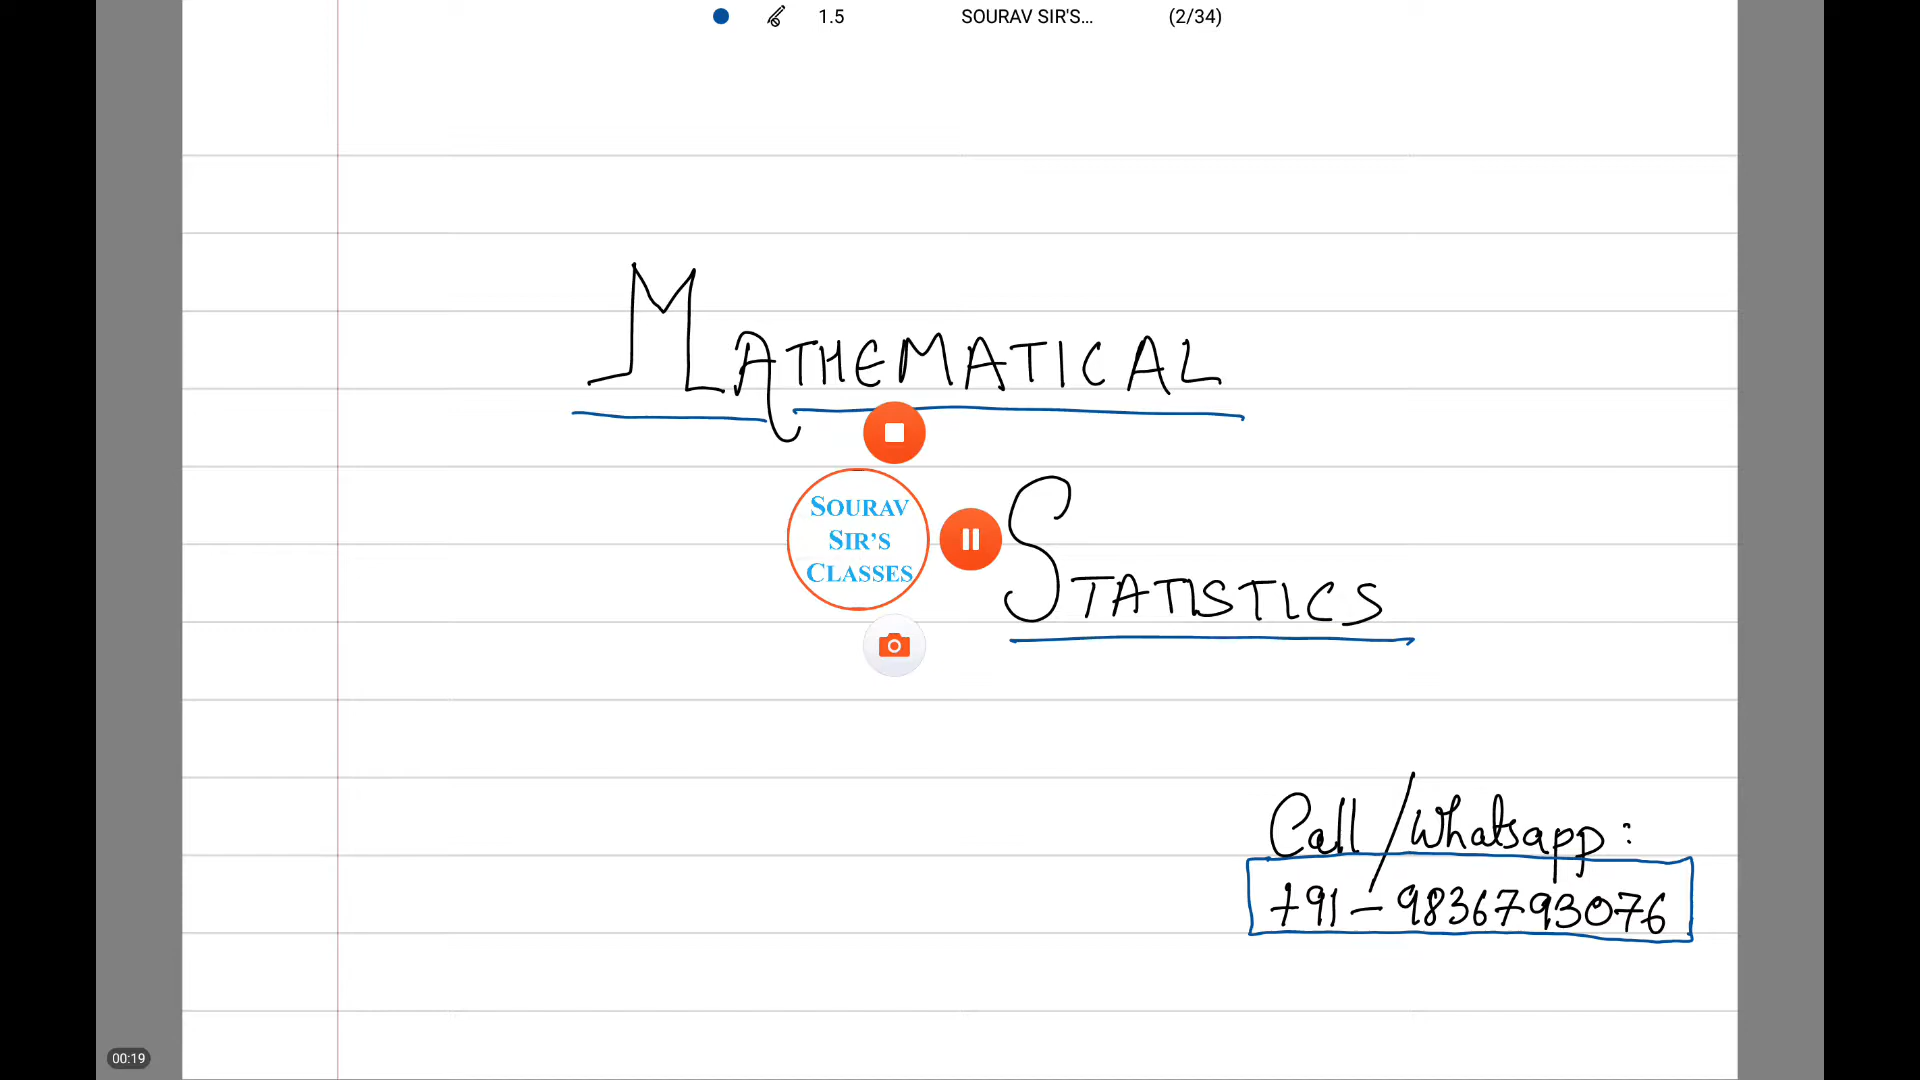 1.5 SOURAV SIR'S... (2/34)
MATHEMATICAL
SOURAV
SIR'S
CLASSES
STATISTICS
Call/Whatsapp:
+91-9836793076
00:19